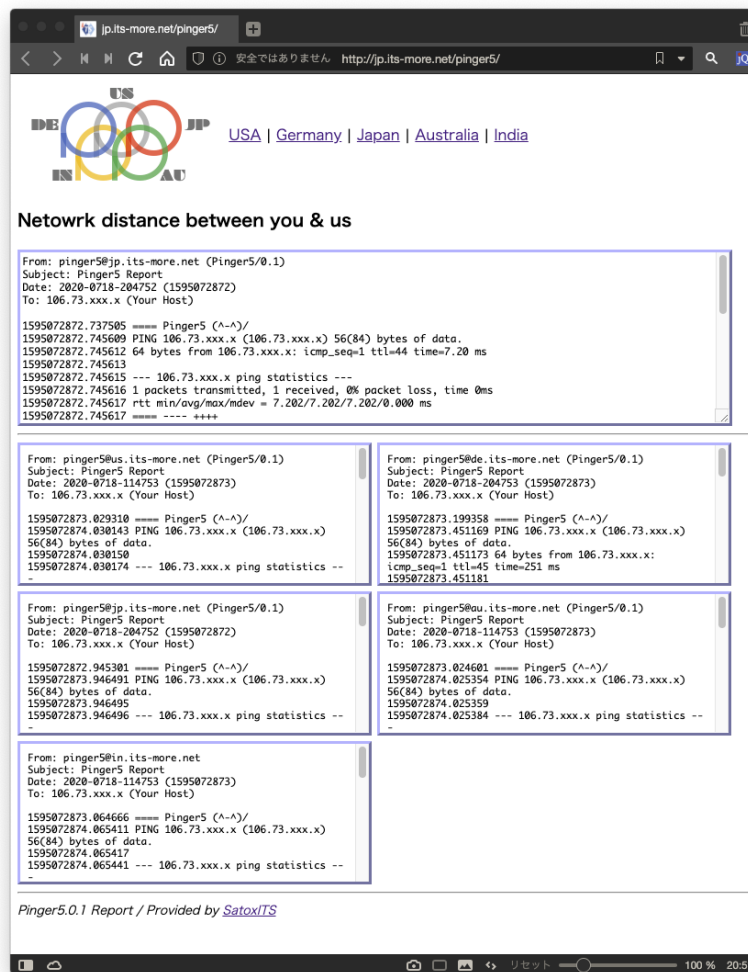 jp.its-more.net/pinger5/
安全ではありません http://jp.its-more.net/pinger5/
US
DE JP
IN AU
USA | Germany | Japan | Australia | India
Netowrk distance between you & us
From: pinger5@jp.its-more.net (Pinger5/0.1)
Subject: Pinger5 Report
Date: 2020-0718-204752 (1595072872)
To: 106.73.xxx.x (Your Host)
1595072872.737505 ==== Pinger5 (^-^)/
1595072872.745609 PING 106.73.xxx.x (106.73.xxx.x) 56(84) bytes of data.
1595072872.745612 64 bytes from 106.73.xxx.x: icmp_seq=1 ttl=44 time=7.20 ms
1595072872.745613
1595072872.745615 --- 106.73.xxx.x ping statistics ---
1595072872.745616 1 packets transmitted, 1 received, 0% packet loss, time 0ms
1595072872.745617 rtt min/avg/max/mdev = 7.202/7.202/7.202/0.000 ms
1595072872.745617 ==== ---- ++++
From: pinger5@us.its-more.net (Pinger5/0.1)
Subject: Pinger5 Report
Date: 2020-0718-114753 (1595072873)
To: 106.73.xxx.x (Your Host)
1595072873.029310 ==== Pinger5 (^-^)/
1595072874.030143 PING 106.73.xxx.x (106.73.xxx.x)
56(84) bytes of data.
1595072874.030150
1595072874.030174 --- 106.73.xxx.x ping statistics --
-
From: pinger5@de.its-more.net (Pinger5/0.1)
Subject: Pinger5 Report
Date: 2020-0718-204753 (1595072873)
To: 106.73.xxx.x (Your Host)
1595072873.199358 ==== Pinger5 (^-^)/
1595072873.451169 PING 106.73.xxx.x (106.73.xxx.x)
56(84) bytes of data.
1595072873.451173 64 bytes from 106.73.xxx.x:
icmp_seq=1 ttl=45 time=251 ms
1595072873.451181
From: pinger5@jp.its-more.net (Pinger5/0.1)
Subject: Pinger5 Report
Date: 2020-0718-204752 (1595072872)
To: 106.73.xxx.x (Your Host)
1595072872.945301 ==== Pinger5 (^-^)/
1595072873.946491 PING 106.73.xxx.x (106.73.xxx.x)
56(84) bytes of data.
1595072873.946495
1595072873.946496 --- 106.73.xxx.x ping statistics --
-
From: pinger5@au.its-more.net (Pinger5/0.1)
Subject: Pinger5 Report
Date: 2020-0718-114753 (1595072873)
To: 106.73.xxx.x (Your Host)
1595072873.024601 ==== Pinger5 (^-^)/
1595072874.025354 PING 106.73.xxx.x (106.73.xxx.x)
56(84) bytes of data.
1595072874.025359
1595072874.025384 --- 106.73.xxx.x ping statistics --
-
From: pinger5@in.its-more.net
Subject: Pinger5 Report
Date: 2020-0718-114753 (1595072873)
To: 106.73.xxx.x (Your Host)
1595072873.064666 ==== Pinger5 (^-^)/
1595072874.065411 PING 106.73.xxx.x (106.73.xxx.x)
56(84) bytes of data.
1595072874.065417
1595072874.065441 --- 106.73.xxx.x ping statistics --
-
Pinger5.0.1 Report / Provided by SatoxITS
リセット 100 % 20:5